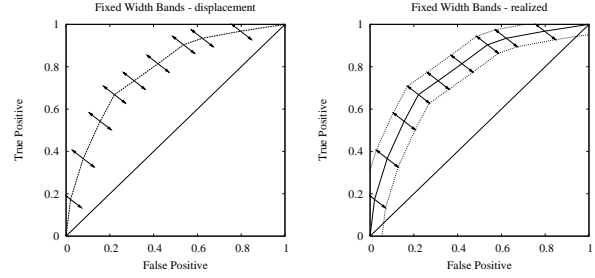 Fixed Width Bands - displacement
1
0.8
0.6
0.4
0.2
0
0 0.2 0.4 0.6 0.8 1
True Positive
False Positive
Fixed Width Bands - realized
1
0.8
0.6
0.4
0.2
0
0 0.2 0.4 0.6 0.8 1
True Positive
False Positive